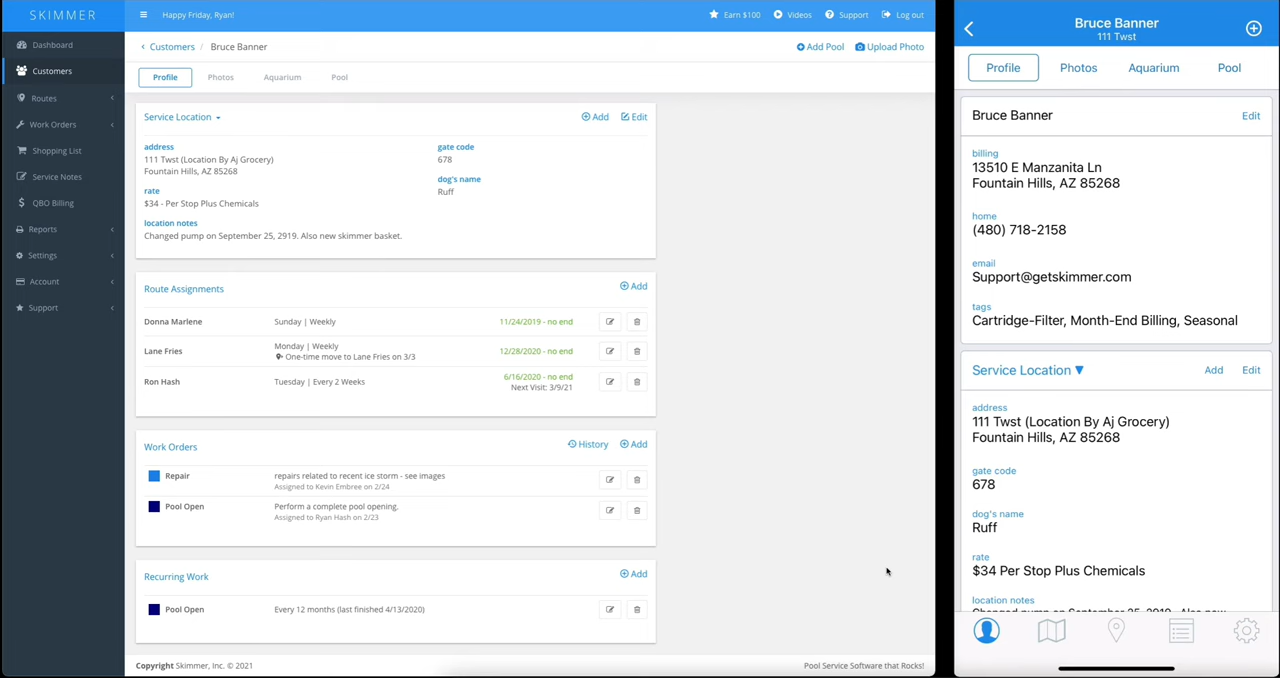 SKIMMER
Happy Friday, Ryan!
Earn $100
Videos
Support
Log out
Dashboard
Customers
Routes
Work Orders
Shopping List
Service Notes
QBO Billing
Reports
Settings
Account
Support
Customers / Bruce Banner
Add Pool
Upload Photo
Profile
Photos
Aquarium
Pool
Service Location
Add
Edit
address
111 Twst (Location By Aj Grocery)
Fountain Hills, AZ 85268
rate
$34 - Per Stop Plus Chemicals
location notes
Changed pump on September 25, 2919. Also new skimmer basket.
gate code
678
dog's name
Ruff
Route Assignments
Add
Donna Marlene Sunday | Weekly 11/24/2019 - no end
Lane Fries Monday | Weekly 12/28/2020 - no end
One-time move to Lane Fries on 3/3
Ron Hash Tuesday | Every 2 Weeks 6/16/2020 - no end
Next Visit: 3/9/21
Work Orders
History
Add
Repair repairs related to recent ice storm - see images
Assigned to Kevin Embree on 2/24
Pool Open Perform a complete pool opening.
Assigned to Ryan Hash on 2/23
Recurring Work
Add
Pool Open Every 12 months (last finished 4/13/2020)
Copyright Skimmer, Inc. © 2021
Pool Service Software that Rocks!
Bruce Banner
111 Twst
Profile
Photos
Aquarium
Pool
Bruce Banner
Edit
billing
13510 E Manzanita Ln
Fountain Hills, AZ 85268
home
(480) 718-2158
email
Support@getskimmer.com
tags
Cartridge-Filter, Month-End Billing, Seasonal
Service Location ▼
Add
Edit
address
111 Twst (Location By Aj Grocery)
Fountain Hills, AZ 85268
gate code
678
dog's name
Ruff
rate
$34 Per Stop Plus Chemicals
location notes
Changed pump on September 25, 2919. Also new